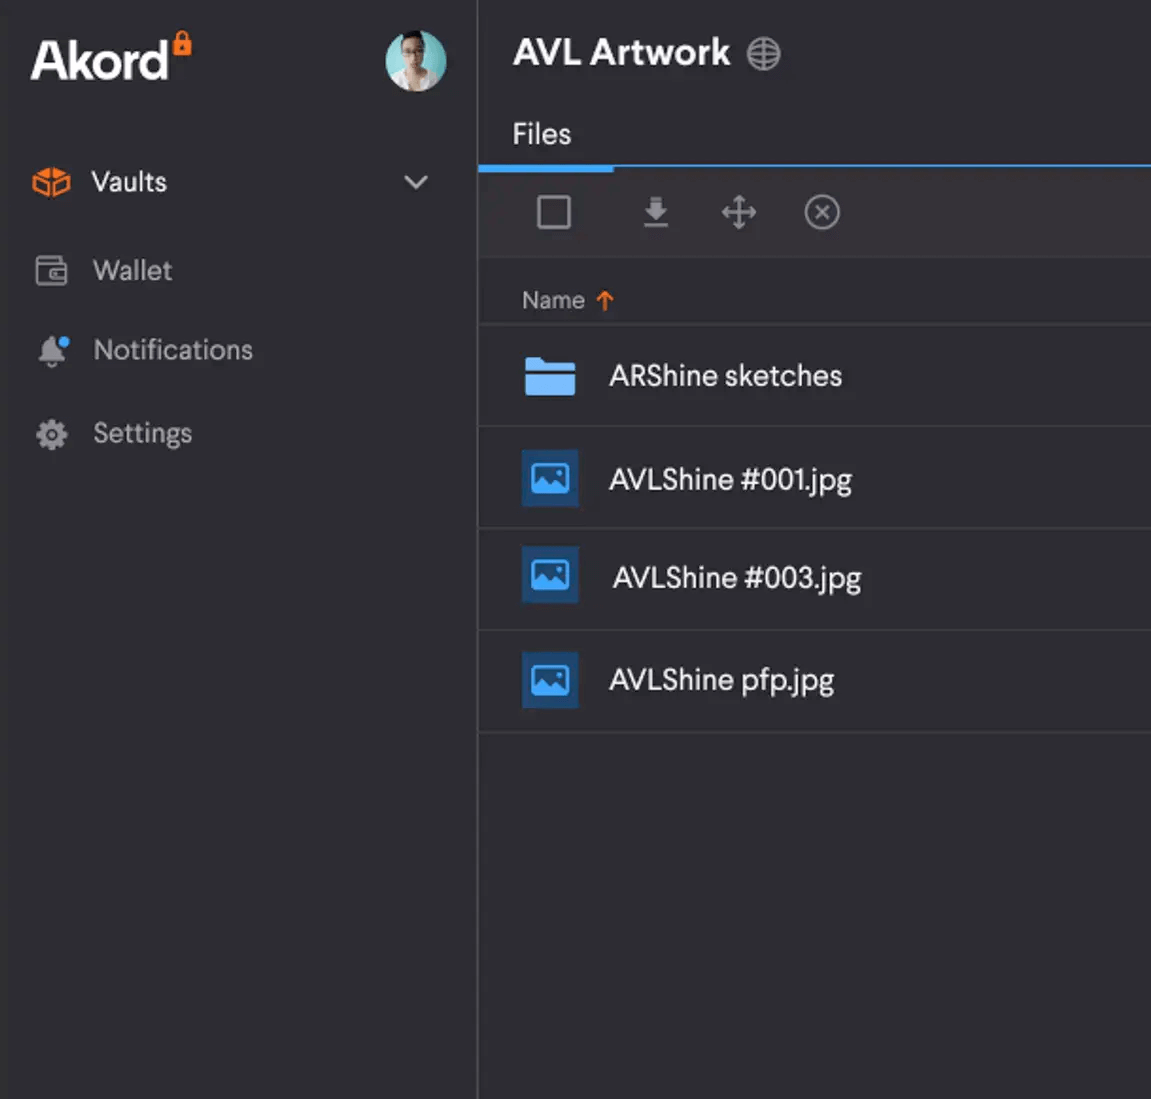 Akord
Vaults
Wallet
Notifications
Settings
AVL Artwork
Files
Name
ARShine sketches
AVLShine #001.jpg
AVLShine #003.jpg
AVLShine pfp.jpg